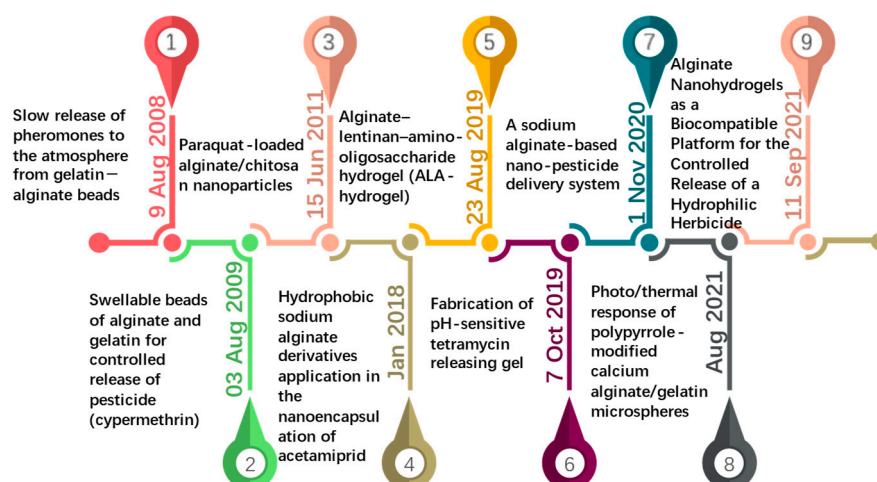 1
Slow release of
pheromones to
the atmosphere
from gelatin–
alginate beads
9 Aug 2008
Swellable beads
of alginate and
gelatin for
controlled
release of
pesticide
(cypermethrin)
03 Aug 2009
2
3
Paraquat-loaded
alginate/chitosa
n nanoparticles
15 Jun 2011
Hydrophobic
sodium
alginate
derivatives
application in
the
nanoencapsul
ation of
acetamiprid
Jan 2018
4
5
Alginate–
lentinan–amino-
oligosaccharide
hydrogel (ALA-
hydrogel)
23 Aug 2019
Fabrication of
pH-sensitive
tetramycin
releasing gel
7 Oct 2019
6
7
A sodium
alginate-based
nano-pesticide
delivery system
1 Nov 2020
Photo/thermal
response of
polypyrrole-
modified
calcium
alginate/gelatin
microspheres
Aug 2021
8
9
Alginate
Nanohydrogels
as a
Biocompatible
Platform for the
Controlled
Release of a
Hydrophilic
Herbicide
11 Sep 2021